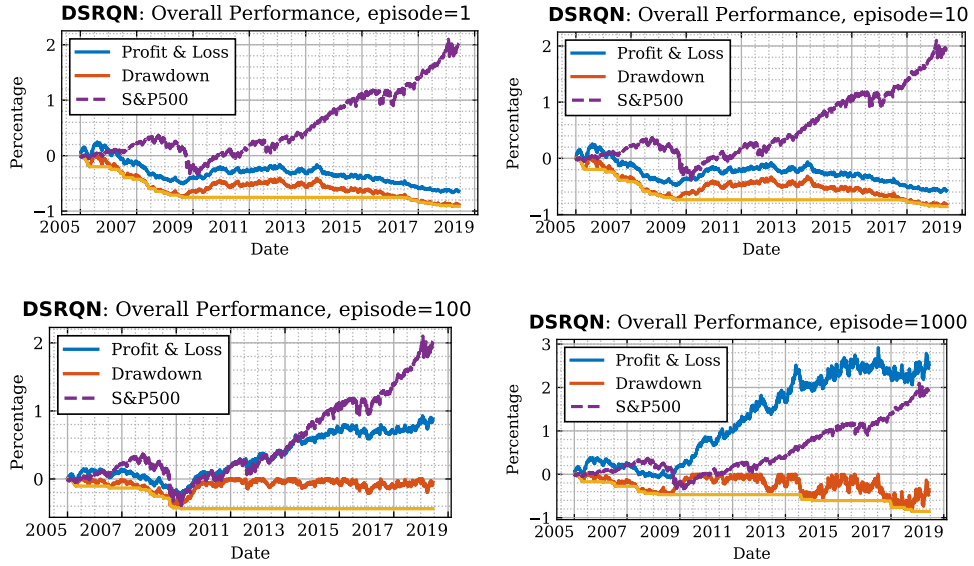 DSRQN: Overall Performance, episode=1
Percentage
2
1
0
−1
Profit & Loss
Drawdown
S&P500
2005 2007 2009 2011 2013 2015 2017 2019
Date
DSRQN: Overall Performance, episode=10
Percentage
2
1
0
−1
Profit & Loss
Drawdown
S&P500
2005 2007 2009 2011 2013 2015 2017 2019
Date
DSRQN: Overall Performance, episode=100
Percentage
2
1
0
Profit & Loss
Drawdown
S&P500
2005 2007 2009 2011 2013 2015 2017 2019
Date
DSRQN: Overall Performance, episode=1000
Percentage
3
2
1
0
−1
Profit & Loss
Drawdown
S&P500
2005 2007 2009 2011 2013 2015 2017 2019
Date